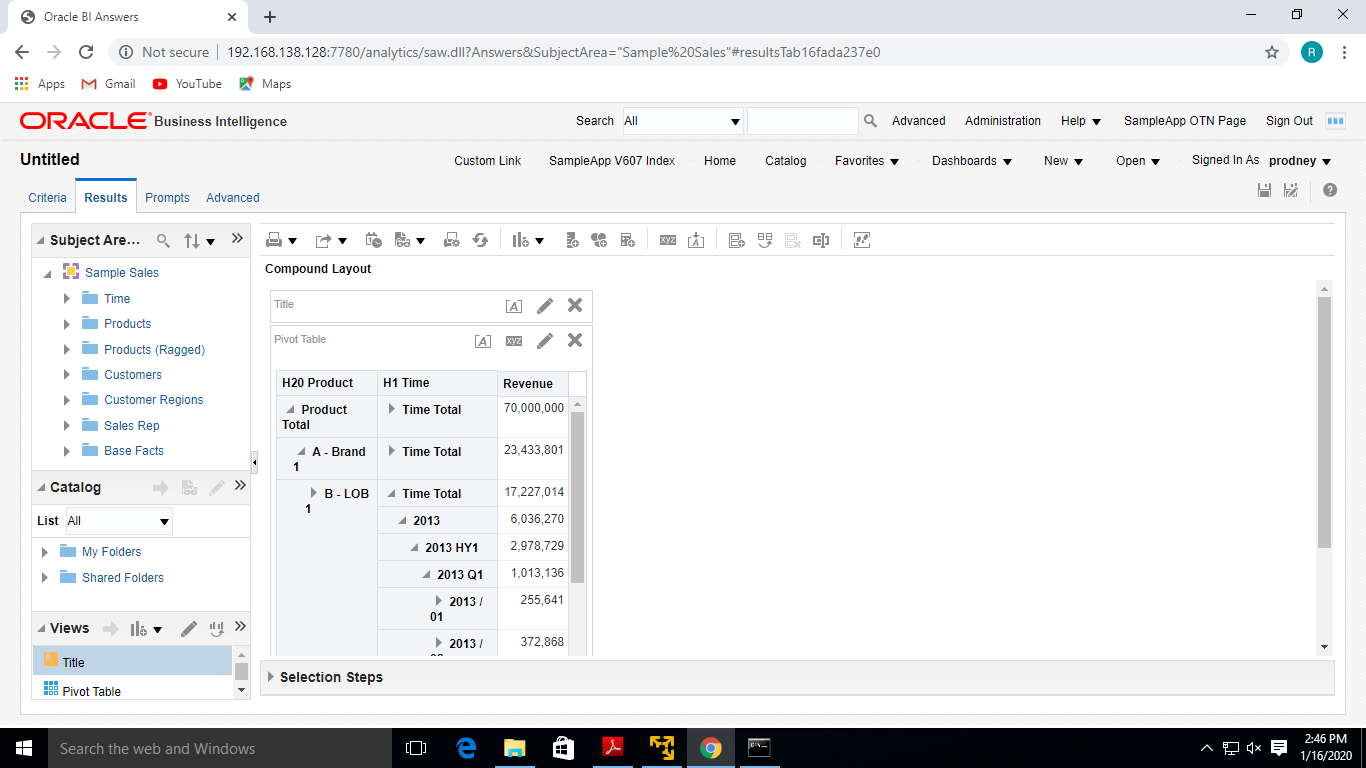 Oracle BI Answers
Not secure 192.168.138.128:7780/analytics/saw.dll?Answers&SubjectArea="Sample%20Sales"#resultsTab16fada237e0
R
Apps Gmail YouTube Maps
ORACLE Business Intelligence
Search All Advanced Administration Help SampleApp OTN Page Sign Out
Untitled
Custom Link SampleApp V607 Index Home Catalog Favorites Dashboards New Open Signed In As prodney
Criteria Results Prompts Advanced
Subject Are...
Sample Sales
Time
Products
Products (Ragged)
Customers
Customer Regions
Sales Rep
Base Facts
Catalog
List All
My Folders
Shared Folders
Views
Title
Pivot Table
xyz
Compound Layout
Title
Pivot Table
xyz
H20 Product H1 Time Revenue
Product Total Time Total 70,000,000
A - Brand 1 Time Total 23,433,801
B - LOB 1 Time Total 17,227,014
2013 6,036,270
2013 HY1 2,978,729
2013 Q1 1,013,136
2013 / 01 255,641
2013 / 372,868
Selection Steps
Search the web and Windows
2:46 PM
1/16/2020